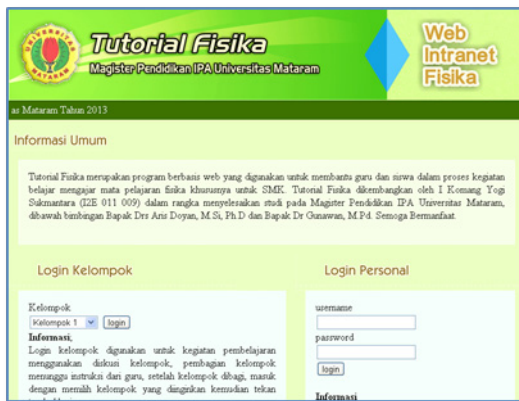 UNIVERSITAS
MATARAM
Tutorial Fisika
Magister Pendidikan IPA Universitas Mataram
Web
Intranet
Fisika
as Mataram Tahun 2013
Informasi Umum
Tutorial Fisika merupakan program berbasis web yang digunakan untuk membantu guru dan siswa dalam proses kegiatan
belajar mengajar mata pelajaran fisika khususnya untuk SMK. Tutorial Fisika dikembangkan oleh I Komang Yogi
Sukmantara (I2E 011 009) dalam rangka menyelesaikan studi pada Magister Pendidikan IPA Universitas Mataram,
dibawah bimbingan Bapak Drs Aris Doyan, M.Si, Ph.D dan Bapak Dr Gunawan, M.Pd. Semoga Bermanfaat.
Login Kelompok
Kelompok
Kelompok 1 login
Informasi,
Login kelompok digunakan untuk kegiatan pembelajaran
menggunakan diskusi kelompok, pembagian kelompok
menunggu instruksi dari guru, setelah kelompok dibagi, masuk
dengan memilih kelompok yang diinginkan kemudian tekan
Login Personal
username
password
login
Informasi